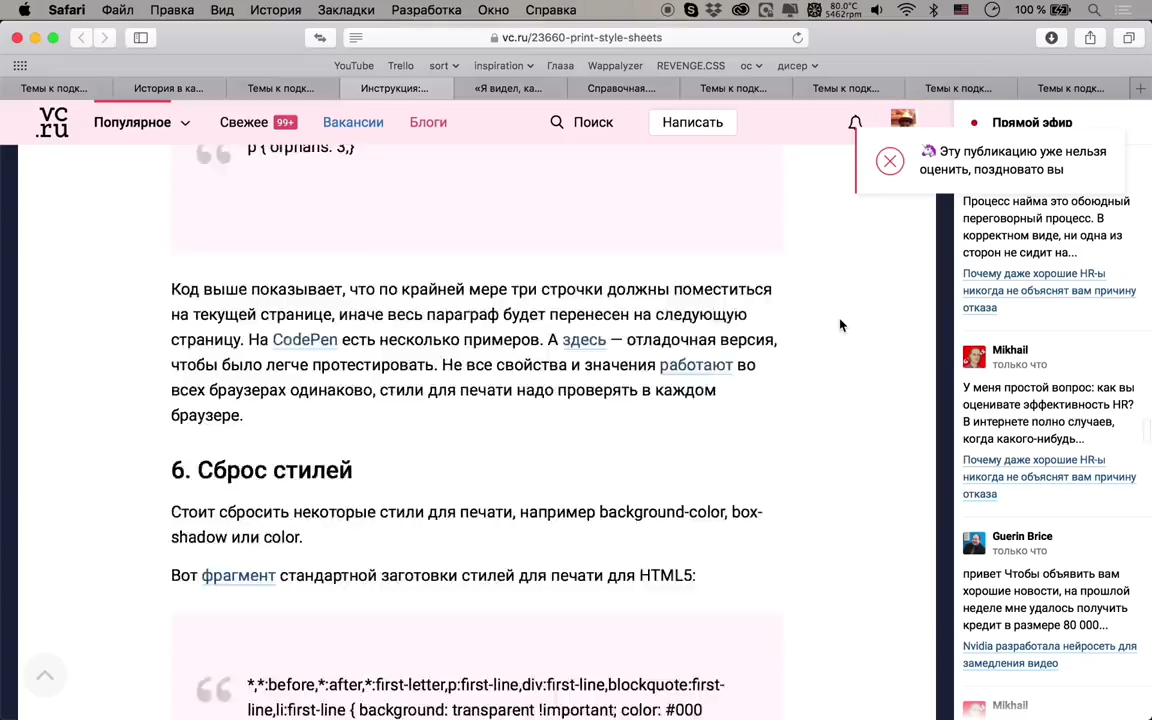 Safari Файл Правка Вид История Закладки Разработка Окно Справка 80.0°C 5462rpm 100 %
vc.ru/23660-print-style-sheets
YouTube Trello sort inspiration Глаза Wappalyzer REVENGE.CSS ос дисер
Темы к подк... История в ка... Темы к подк... Инструкция:... «Я видел, ка... Справочная... Темы к подк... Темы к подк... Темы к подк... Темы к подк...
vc.ru Популярное Свежее 99+ Вакансии Блоги Поиск Написать Прямой эфир
Эту публикацию уже нельзя
оценить, поздновато вы
p { orphans: 3;}
Код выше показывает, что по крайней мере три строчки должны поместиться
на текущей странице, иначе весь параграф будет перенесен на следующую
страницу. На CodePen есть несколько примеров. А здесь — отладочная версия,
чтобы было легче протестировать. Не все свойства и значения работают во
всех браузерах одинаково, стили для печати надо проверять в каждом
браузере.
6. Сброс стилей
Стоит сбросить некоторые стили для печати, например background-color, box-
shadow или color.
Вот фрагмент стандартной заготовки стилей для печати для HTML5:
*,*:before,*:after,*:first-letter,p:first-line,div:first-line,blockquote:first-
line,li:first-line { background: transparent !important; color: #000
Процесс найма это обоюдный
переговорный процесс. В
корректном виде, ни одна из
сторон не сидит на...
Почему даже хорошие HR-ы
никогда не объяснят вам причину
отказа
Mikhail
только что
У меня простой вопрос: как вы
оцениваете эффективность HR?
В интернете полно случаев,
когда какого-нибудь...
Почему даже хорошие HR-ы
никогда не объяснят вам причину
отказа
Guerin Brice
только что
привет Чтобы объявить вам
хорошие новости, на прошлой
неделе мне удалось получить
кредит в размере 80 000...
Nvidia разработала нейросеть для
замедления видео
Mikhail